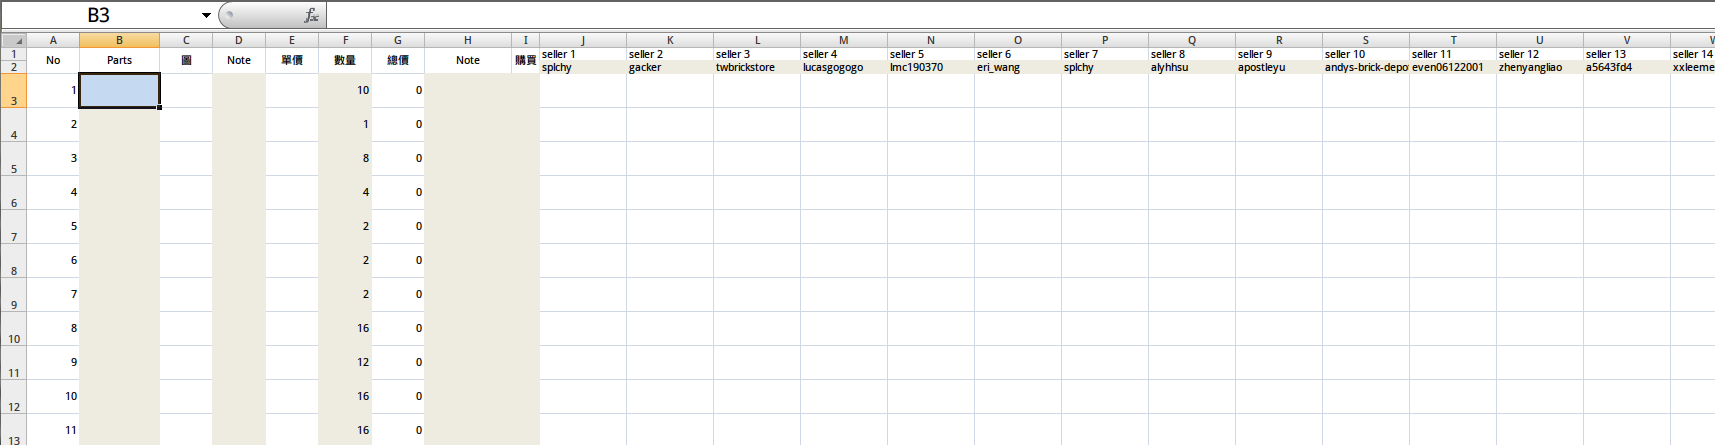 B3 fx
A B C D E F G H I J K L M N O P Q R S T U V
1 No Parts 圖 Note 單價 數量 總價 Note 購買 seller 1 seller 2 seller 3 seller 4 seller 5 seller 6 seller 7 seller 8 seller 9 seller 10 seller 11 seller 12 seller 13 seller 14
2 splchy gacker twbrickstore lucasgogogo lmc190370 eri_wang splchy alyhhsu apostleyu andys-brick-depo even06122001 zhenyangliao a5643fd4 xxleeme
3 1 10 0
4 2 1 0
5 3 8 0
6 4 4 0
7 5 2 0
8 6 2 0
9 7 2 0
10 8 16 0
11 9 12 0
12 10 16 0
13 11 16 0